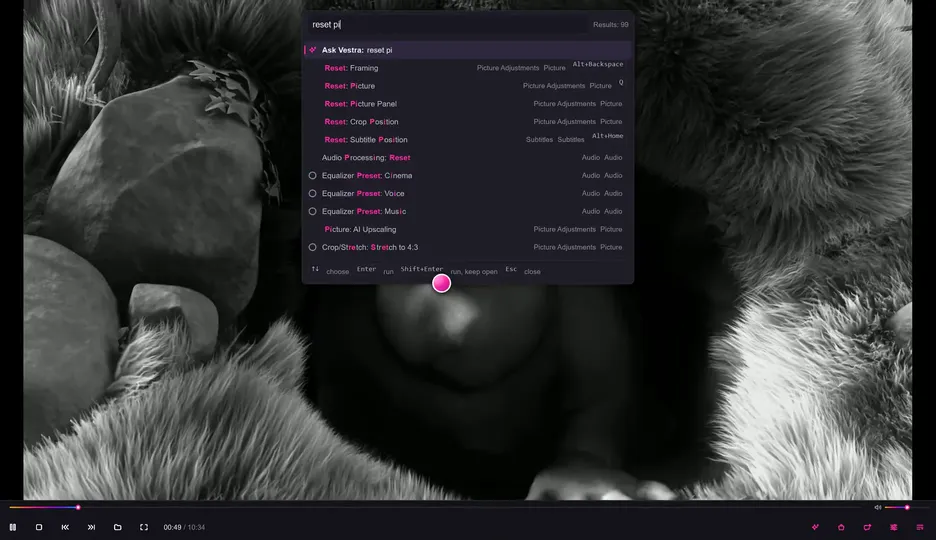 reset pi
Results: 99
Ask Vestra: reset pi
Reset: Framing Picture Adjustments Picture Alt+Backspace
Reset: Picture Picture Adjustments Picture Q
Reset: Picture Panel Picture Adjustments Picture
Reset: Crop Position Picture Adjustments Picture
Reset: Subtitle Position Subtitles Subtitles Alt+Home
Audio Processing: Reset Audio Audio
Equalizer Preset: Cinema Audio Audio
Equalizer Preset: Voice Audio Audio
Equalizer Preset: Music Audio Audio
Picture: AI Upscaling Picture Adjustments Picture
Crop/Stretch: Stretch to 4:3 Picture Adjustments Picture
↑↓ choose Enter run Shift+Enter run, keep open Esc close
00:49 / 10:34